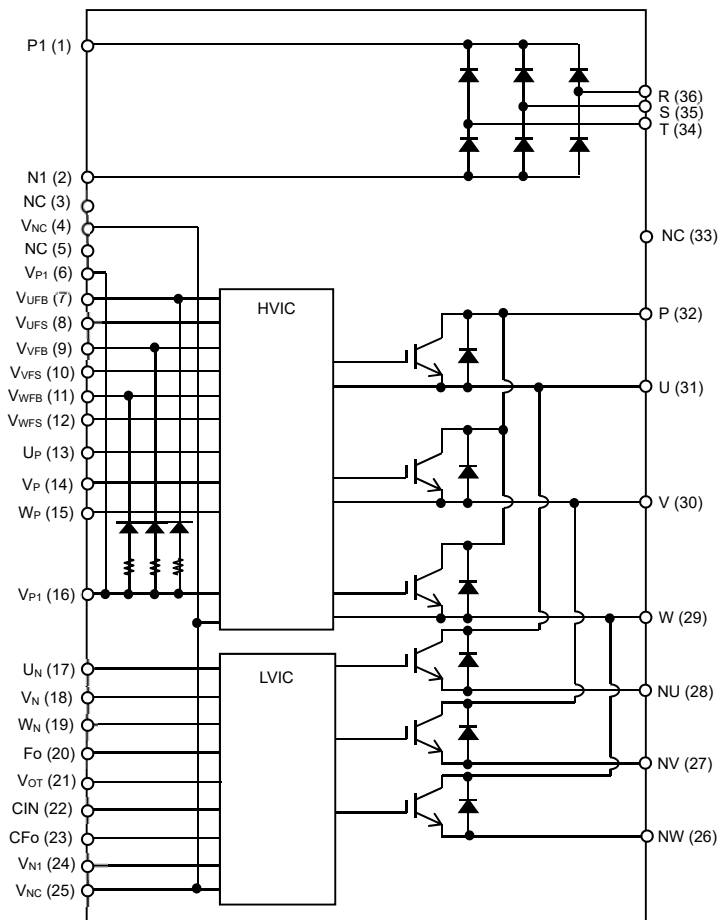 P1 (1)
N1 (2)
NC (3)
VNC (4)
NC (5)
VP1 (6)
VUFB (7)
VUFS (8)
VVFB (9)
VVFS (10)
VWFB (11)
VWFS (12)
UP (13)
VP (14)
WP (15)
VP1 (16)
UN (17)
VN (18)
WN (19)
Fo (20)
VOT (21)
CIN (22)
CFo (23)
VN1 (24)
VNC (25)
HVIC
LVIC
R (36)
S (35)
T (34)
NC (33)
P (32)
U (31)
V (30)
W (29)
NU (28)
NV (27)
NW (26)